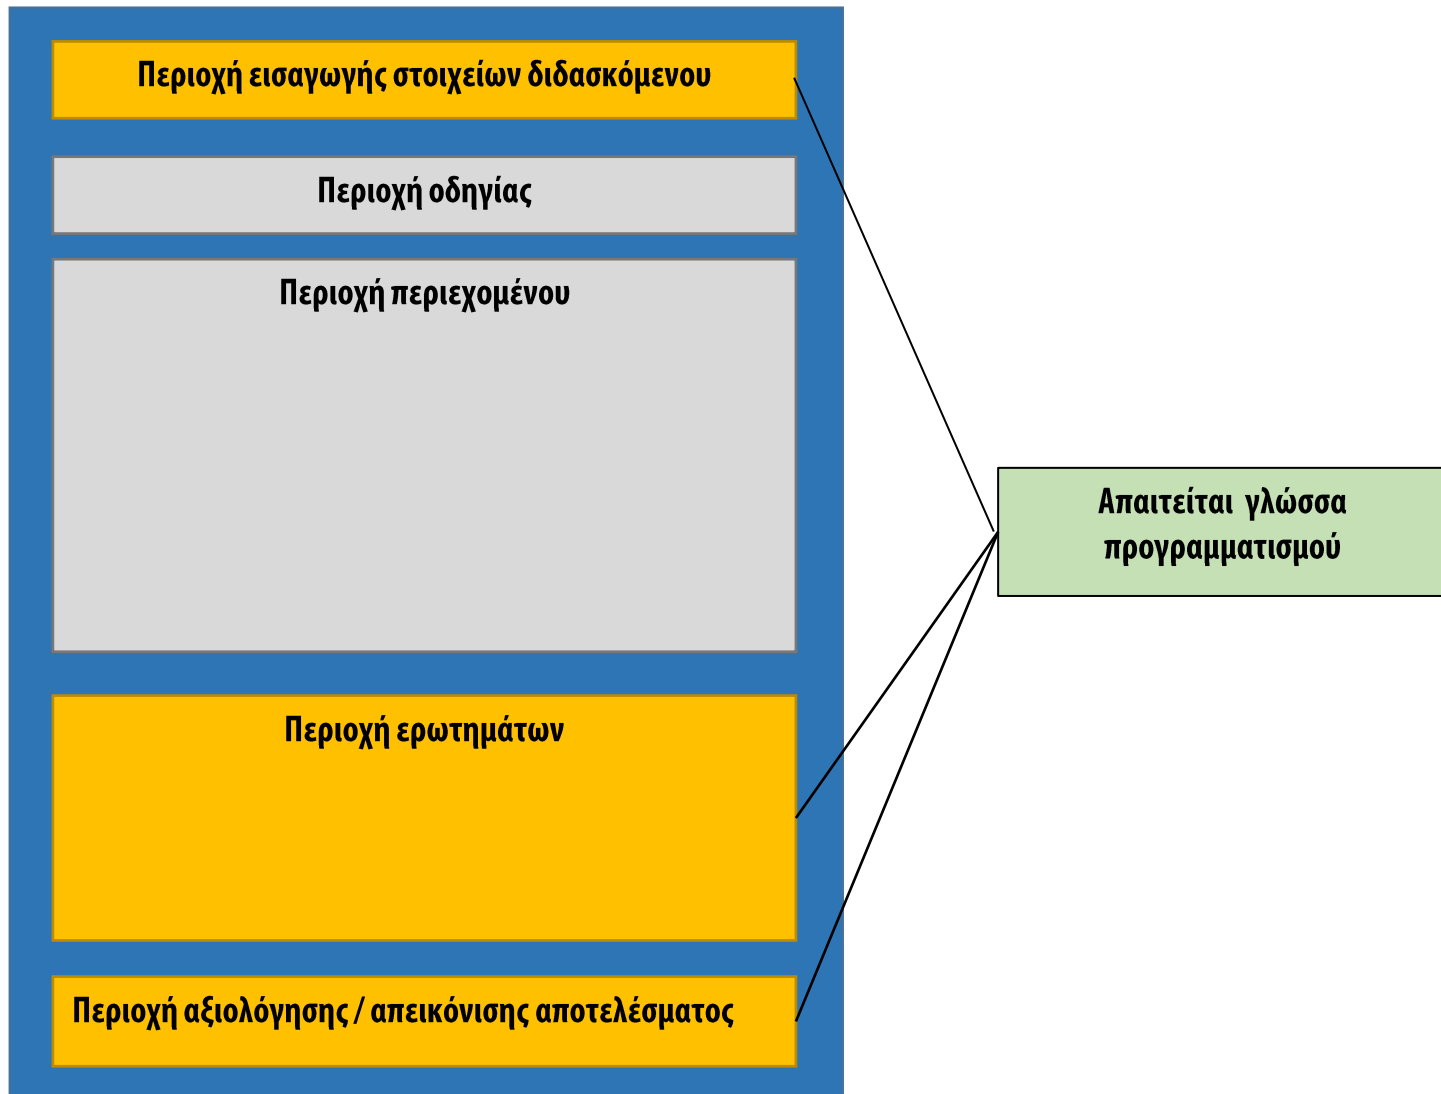 Περιοχή εισαγωγής στοιχείων διδασκόμενου
Περιοχή οδηγίας
Περιοχή περιεχομένου
Απαιτείται γλώσσα
προγραμματισμού
Περιοχή ερωτημάτων
Περιοχή αξιολόγησης / απεικόνισης αποτελέσματος